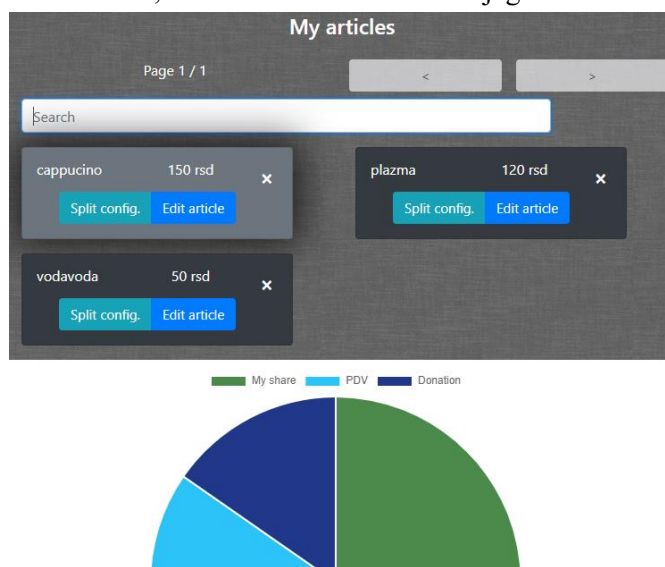 My articles
Page 1 / 1
< >
Search
cappucino 150 rsd × plazma 120 rsd ×
Split config. Edit article Split config. Edit article
vodavoda 50 rsd ×
Split config. Edit article
My share PDV Donation